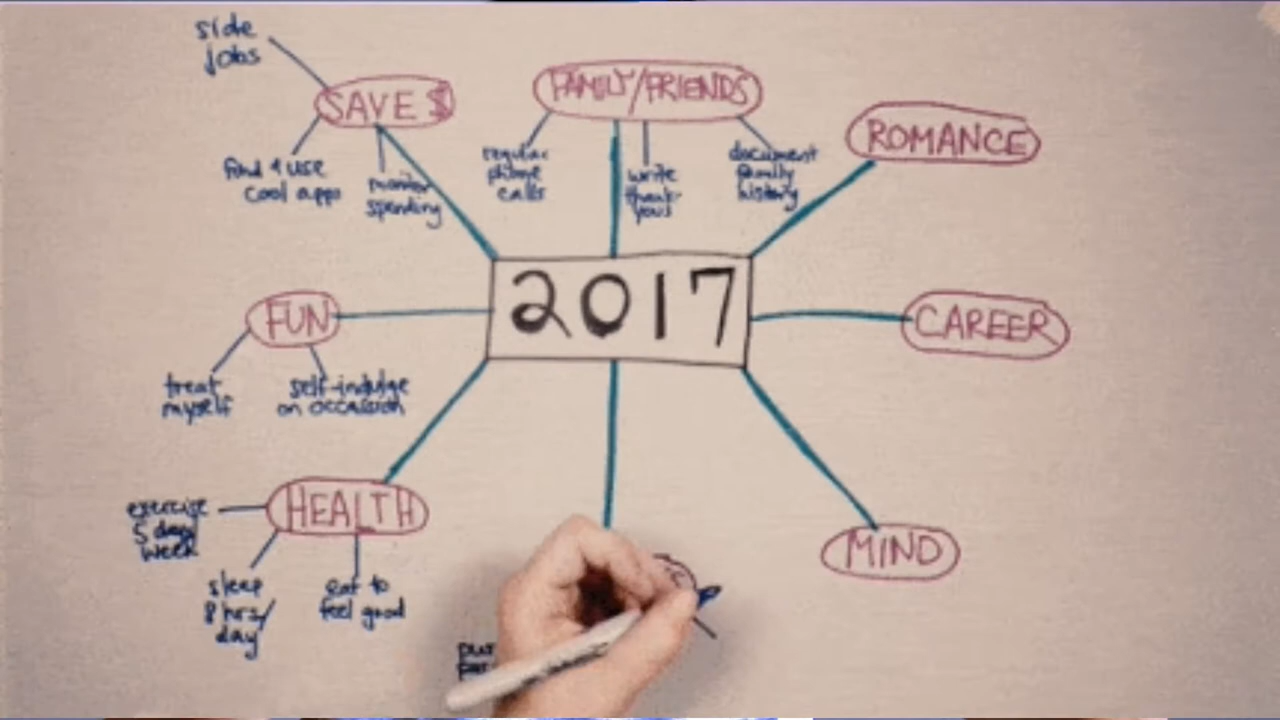 side
jobs
SAVE $
find & use
cool apps
monitor
spending
FAMILY/FRIENDS
regular
phone
calls
write
thank-
yous
document
family
history
ROMANCE
2017
FUN
treat
myself
self-indulge
on occassion
CAREER
HEALTH
exercise
5 day/
week
sleep
8 hrs/
day
eat to
feel good
MIND